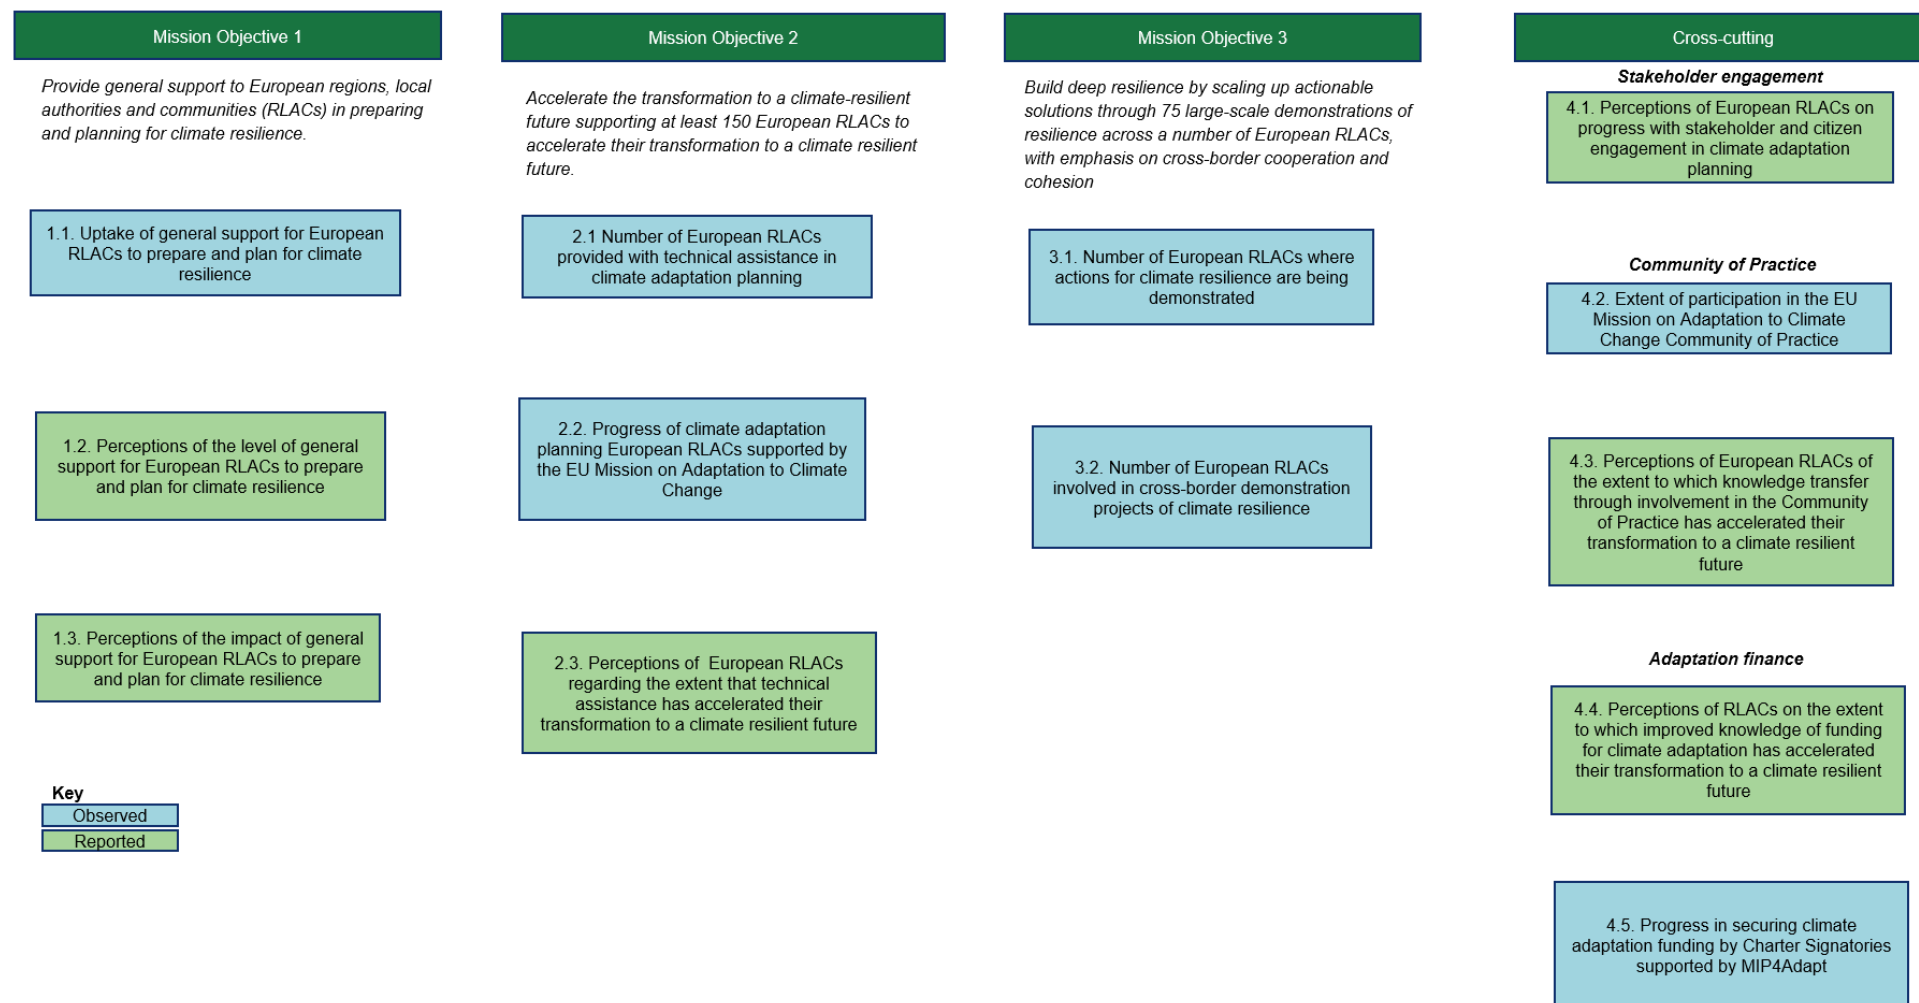 Mission Objective 1
Provide general support to European regions, local
authorities and communities (RLACs) in preparing
and planning for climate resilience.
1.1. Uptake of general support for European
RLACs to prepare and plan for climate
resilience
1.2. Perceptions of the level of general
support for European RLACs to prepare
and plan for climate resilience
1.3. Perceptions of the impact of general
support for European RLACs to prepare
and plan for climate resilience
Key
Observed
Reported
Mission Objective 2
Accelerate the transformation to a climate-resilient
future supporting at least 150 European RLACs to
accelerate their transformation to a climate resilient
future.
2.1 Number of European RLACs
provided with technical assistance in
climate adaptation planning
2.2. Progress of climate adaptation
planning European RLACs supported by
the EU Mission on Adaptation to Climate
Change
2.3. Perceptions of  European RLACs
regarding the extent that technical
assistance has accelerated their
transformation to a climate resilient future
Mission Objective 3
Build deep resilience by scaling up actionable
solutions through 75 large-scale demonstrations of
resilience across a number of European RLACs,
with emphasis on cross-border cooperation and
cohesion
3.1. Number of European RLACs where
actions for climate resilience are being
demonstrated
3.2. Number of European RLACs
involved in cross-border demonstration
projects of climate resilience
Cross-cutting
Stakeholder engagement
4.1. Perceptions of European RLACs on
progress with stakeholder and citizen
engagement in climate adaptation
planning
Community of Practice
4.2. Extent of participation in the EU
Mission on Adaptation to Climate
Change Community of Practice
4.3. Perceptions of European RLACs of
the extent to which knowledge transfer
through involvement in the Community
of Practice has accelerated their
transformation to a climate resilient
future
Adaptation finance
4.4. Perceptions of RLACs on the extent
to which improved knowledge of funding
for climate adaptation has accelerated
their transformation to a climate resilient
future
4.5. Progress in securing climate
adaptation funding by Charter Signatories
supported by MIP4Adapt